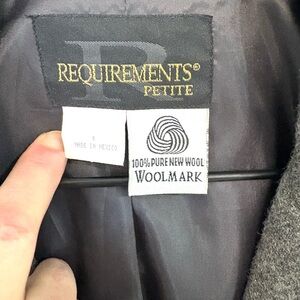 REQUIREMENTS®
PETITE
MADE IN MEXICO
100% PURE NEW WOOL
WOOLMARK